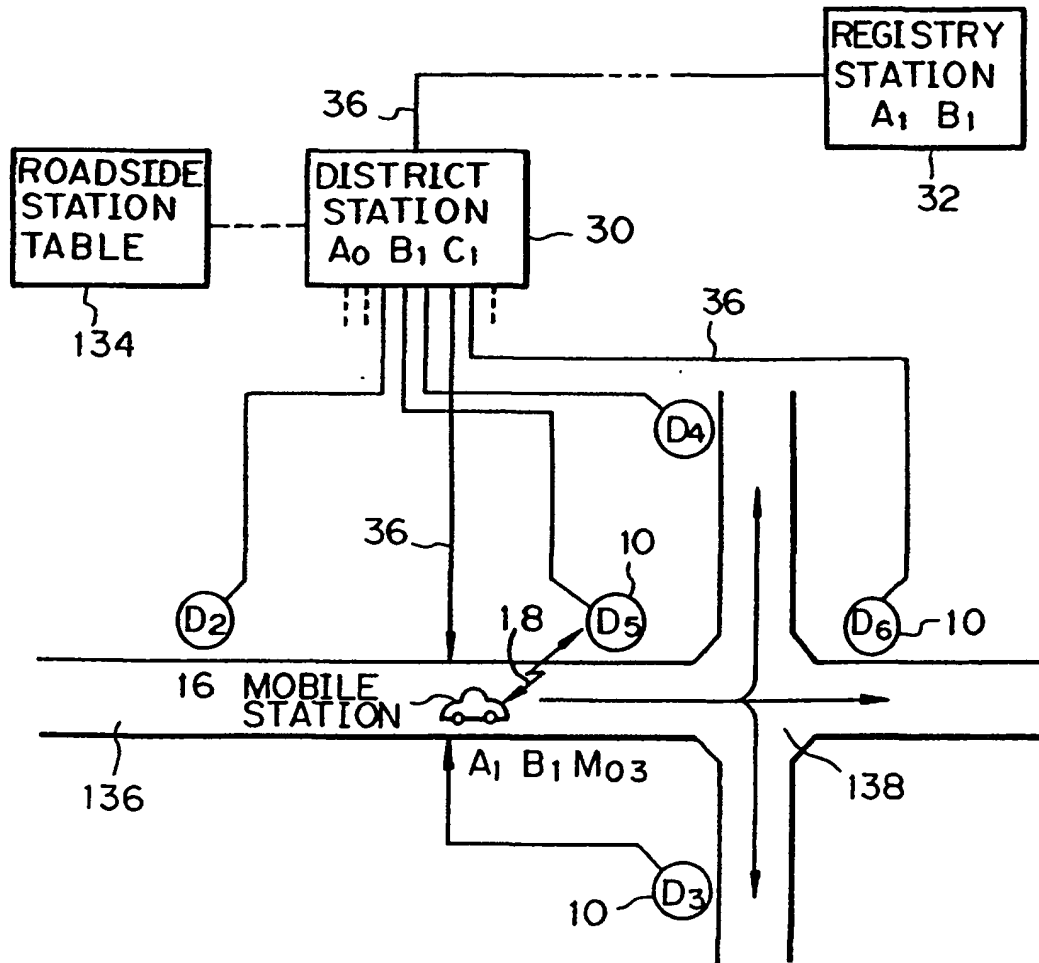 REGISTRY
STATION
A1 B1
36
32
ROADSIDE
STATION
TABLE
DISTRICT
STATION
A0 B1 C1
30
134
36
D4
36
10
D2
18
D5
D6
10
16 MOBILE
STATION
A1 B1 M03
136
138
10
D3